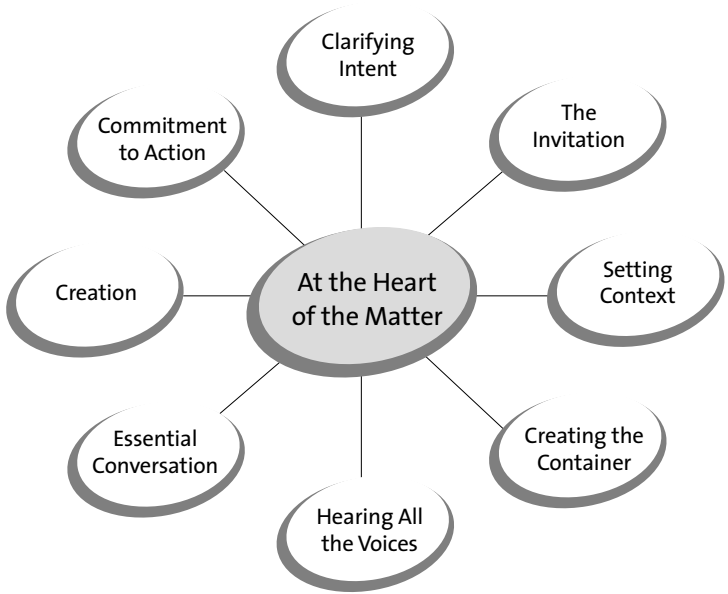 Clarifying
Intent
The
Invitation
Setting
Context
Creating the
Container
Hearing All
the Voices
Essential
Conversation
Creation
Commitment
to Action
At the Heart
of the Matter